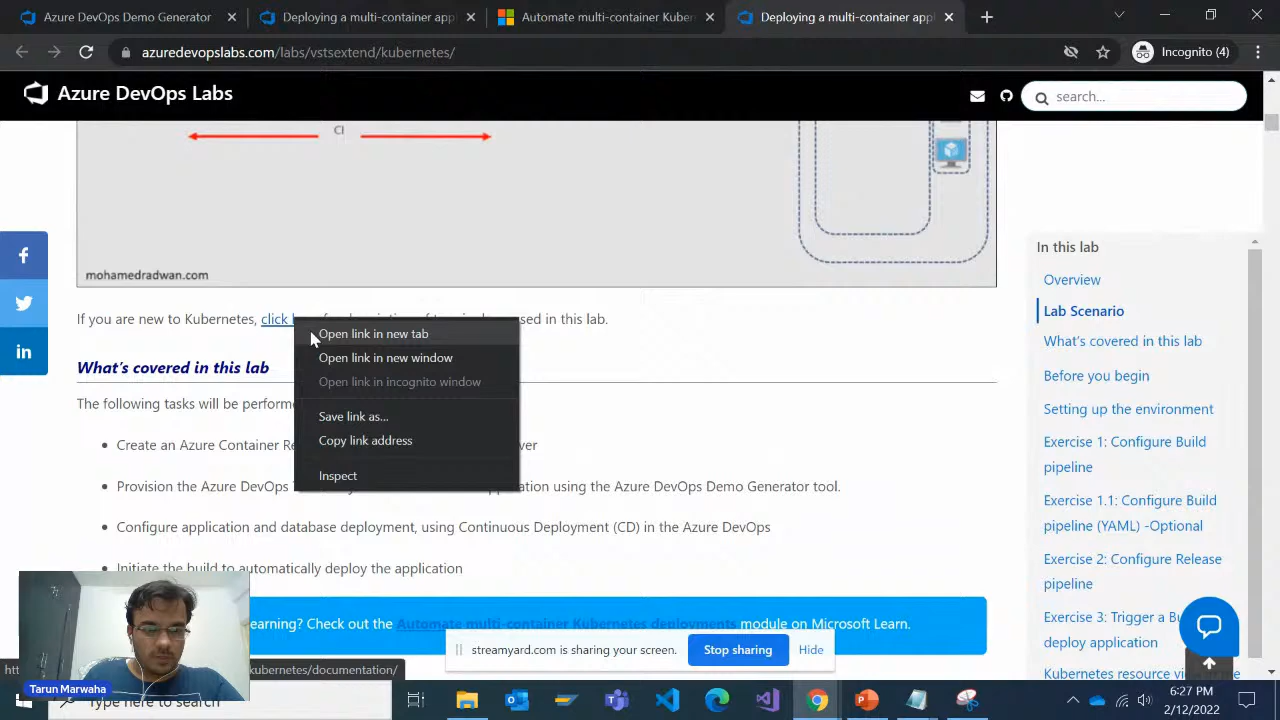 Azure DevOps Demo Generator
Deploying a multi-container appl
Automate multi-container Kuber
Deploying a multi-container appl
azuredevopslabs.com/labs/vstsextend/kubernetes/
Incognito (4)
Azure DevOps Labs
search...
CI
mohamedradwan.com
If you are new to Kubernetes, click sed in this lab.
Open link in new tab
Open link in new window
Open link in incognito window
Save link as...
Copy link address
Inspect
What's covered in this lab
The following tasks will be perform
Create an Azure Container Re ver
Provision the Azure DevOps ation using the Azure DevOps Demo Generator tool.
Configure application and database deployment, using Continuous Deployment (CD) in the Azure DevOps
Initiate the build to automatically deploy the application
earning? Check out the Automate multi-container Kubernetes deployments module on Microsoft Learn.
In this lab
Overview
Lab Scenario
What's covered in this lab
Before you begin
Setting up the environment
Exercise 1: Configure Build
pipeline
Exercise 1.1: Configure Build
pipeline (YAML) -Optional
Exercise 2: Configure Release
pipeline
Exercise 3: Trigger a Bu
deploy application
Kubernetes resource view in the
streamyard.com is sharing your screen.
Stop sharing
Hide
kubernetes/documentation/
Tarun Marwaha
Type here to search
6:27 PM
2/12/2022